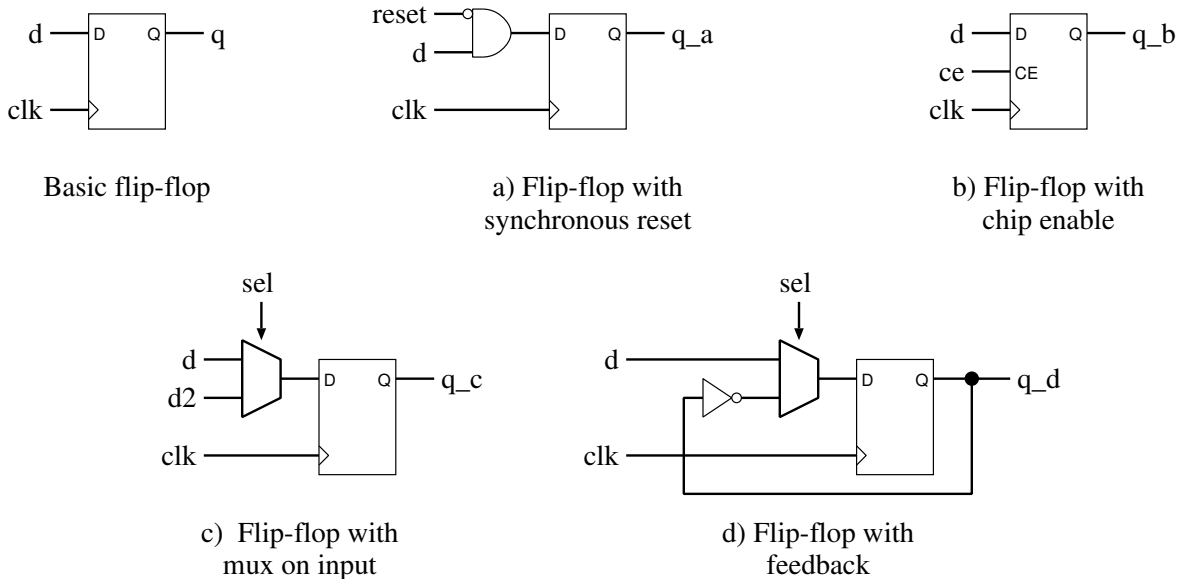 d D Q q
clk
Basic flip-flop
reset
d D Q q_a
clk
a) Flip-flop with
synchronous reset
d D Q q_b
ce CE
clk
b) Flip-flop with
chip enable
sel
d
d2 D Q q_c
clk
c) Flip-flop with
mux on input
sel
d
D Q q_d
clk
d) Flip-flop with
feedback